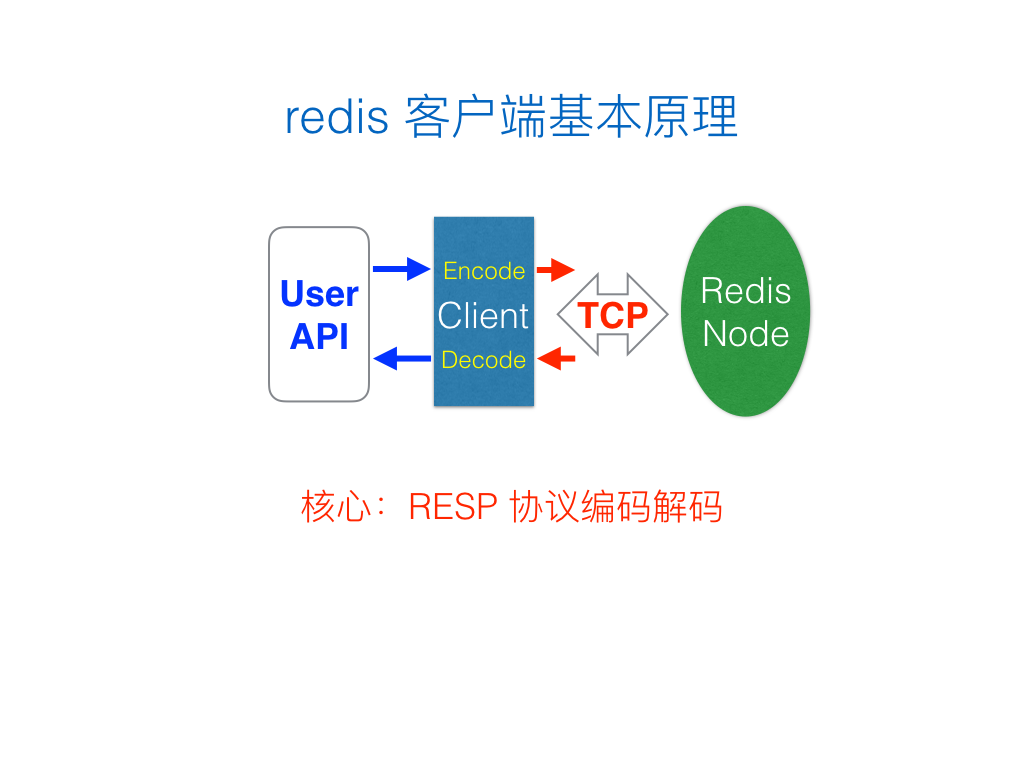 redis 客户端基本原理
User
API
Encode
Client
Decode
TCP
Redis
Node
核心：RESP 协议编码解码